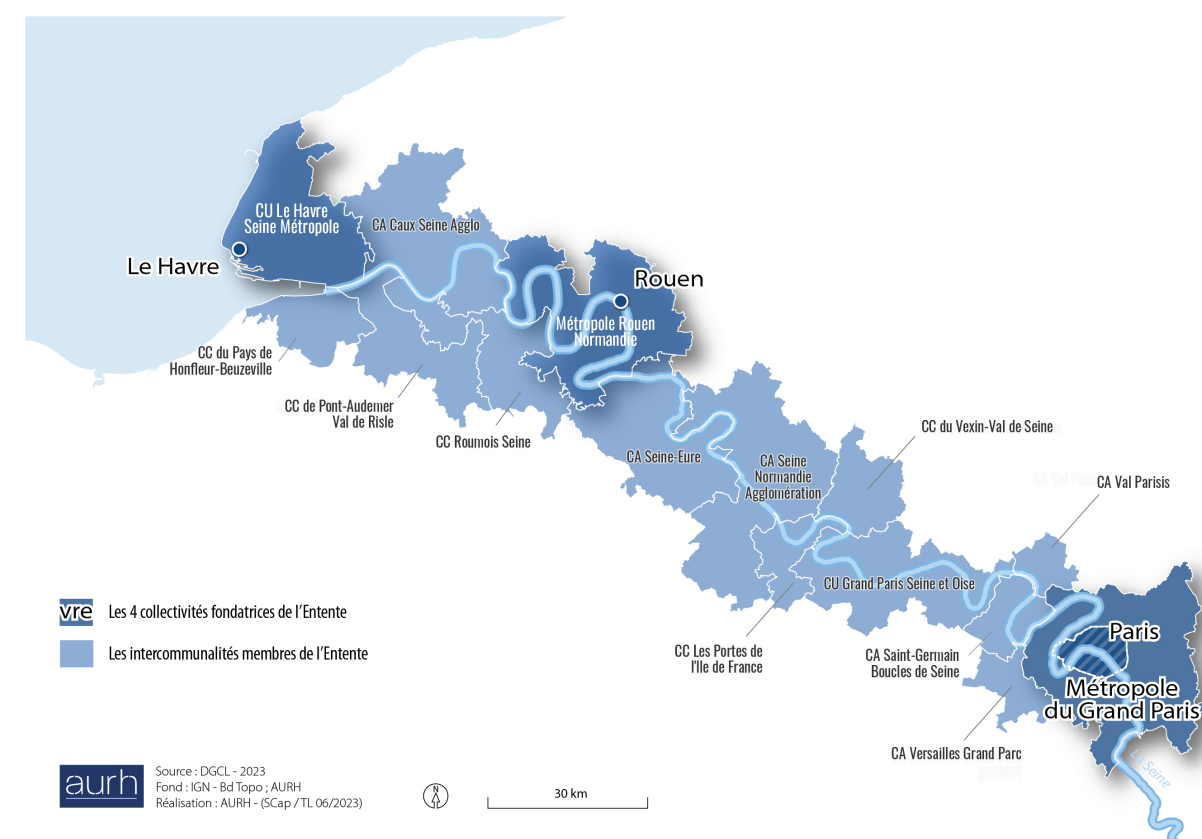 CU Le Havre
Seine Métropole
CA Caux Seine Agglo
Le Havre
Rouen
Métropole Rouen
Normandie
CC du Pays de
Honfleur-Beuzeville
CC de Pont-Audemer
Val de Risle
CC Roumois Seine
CA Seine-Eure
CA Seine
Normandie
Agglomération
CC du Vexin-Val de Seine
CA Val Parisis
CU Grand Paris Seine et Oise
CC Les Portes de
l'Ile de France
CA Saint-Germain
Boucles de Seine
Paris
Métropole
du Grand Paris
CA Versailles Grand Parc
La Seine
vre Les 4 collectivités fondatrices de l'Entente
Les intercommunalités membres de l'Entente
aurh
Source : DGCL - 2023
Fond : IGN - Bd Topo ; AURH
Réalisation : AURH - (SCap / TL 06/2023)
N
30 km